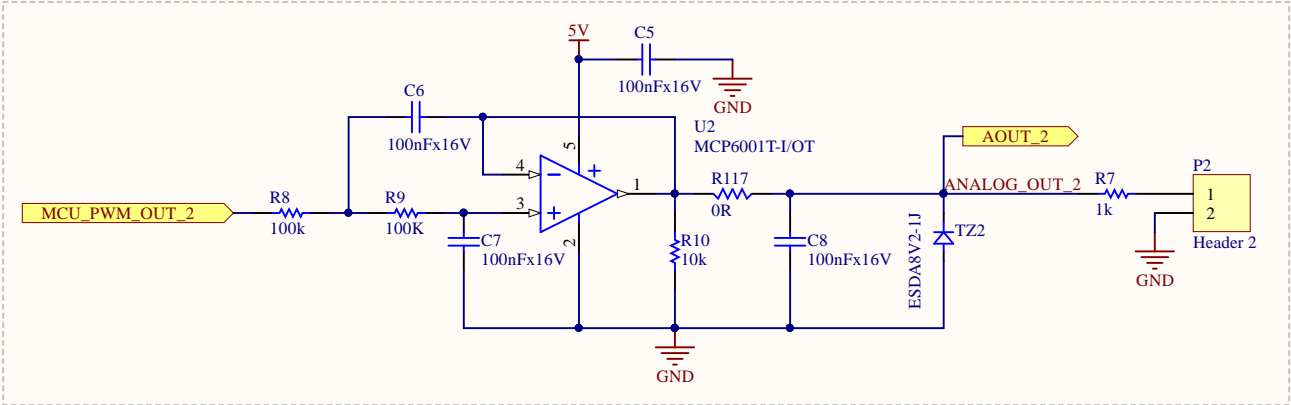 5V
C5
100nFx16V
GND
C6
100nFx16V
U2
MCP6001T-I/OT
5
4
1
3
2
MCU_PWM_OUT_2
R8
100k
R9
100K
C7
100nFx16V
R10
10k
R117
0R
C8
100nFx16V
AOUT_2
ANALOG_OUT_2
ESDA8V2-1J
TZ2
R7
1k
P2
1
2
Header 2
GND
GND